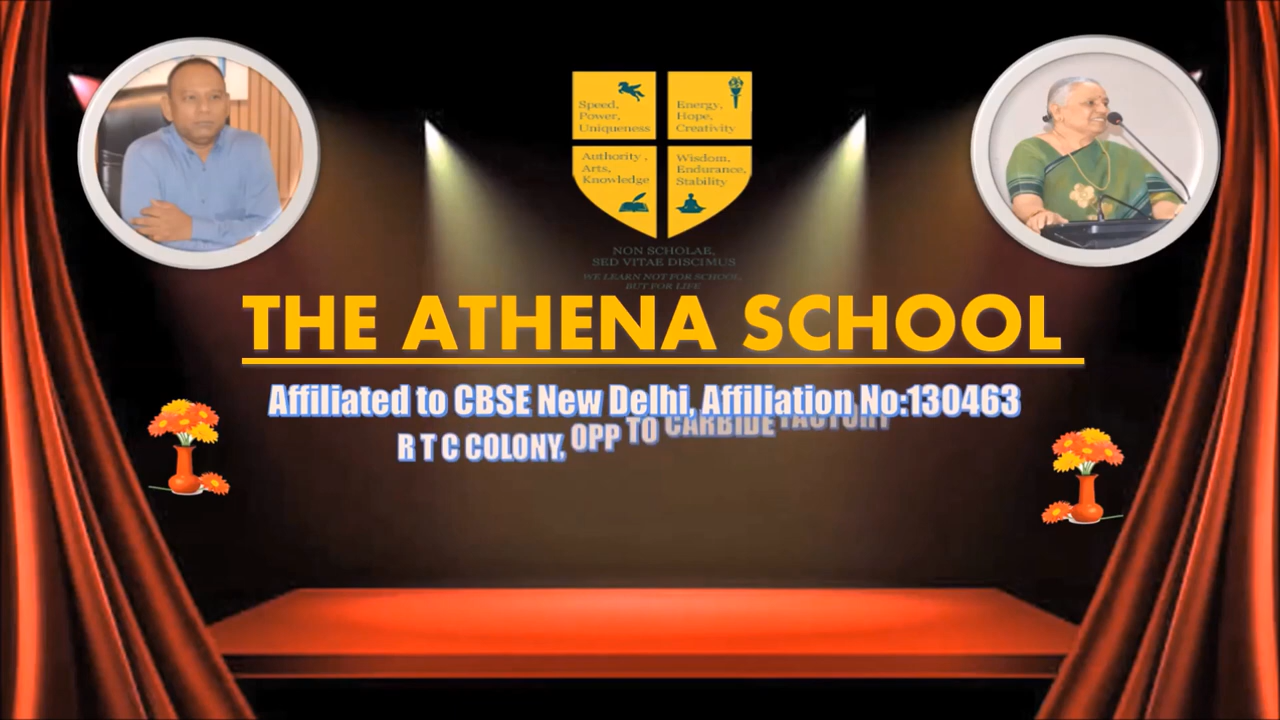 Speed,
Power,
Uniqueness
Energy,
Hope,
Creativity
Authority ,
Arts,
Knowledge
Wisdom,
Endurance,
Stability
NON SCHOLAE,
SED VITAE DISCIMUS
WE LEARN NOT FOR SCHOOL,
BUT FOR LIFE
THE ATHENA SCHOOL
Affiliated to CBSE New Delhi, Affiliation No:130463
R T C COLONY, OPP TO CARBIDE FACTORY